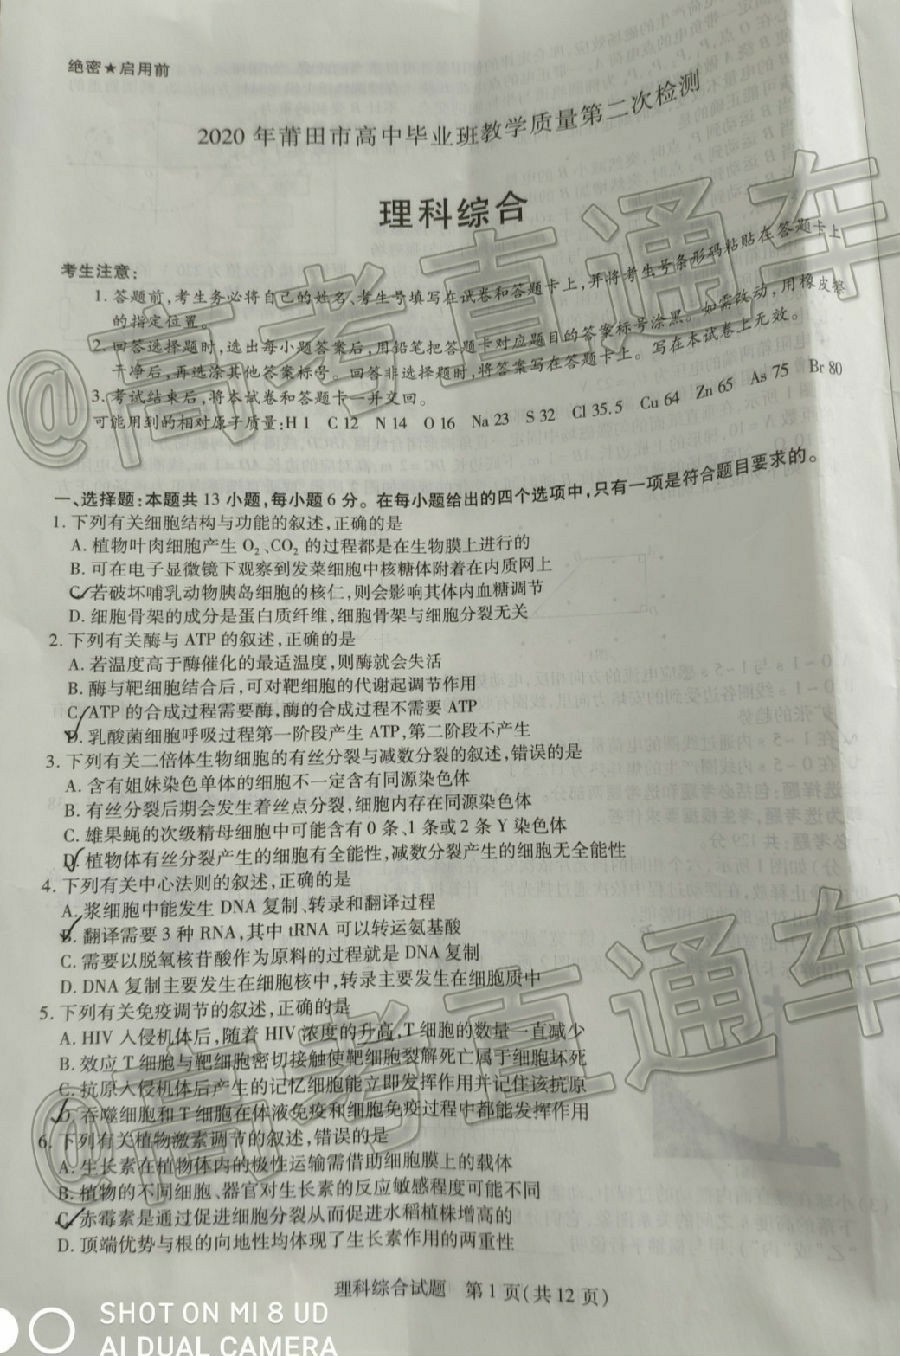 绝密★启用前
2020年莆田市高中毕业班教学质量第二次检测
理科综合
考生注意:
1.答题前,考生务必将自己的姓名、考生号填写在试卷和答题卡上,并将考生号条形码粘贴在答题卡上
的指定位置。
2.回答选择题时,选出每小题答案后,用铅笔把答题卡对应题目的答案标号涂黑。如需改动,用橡皮擦
干净后,再选涂其他答案标号。回答非选择题时,将答案写在答题卡上。写在本试卷上无效。
3.考试结束后,将本试卷和答题卡一并交回。
可能用到的相对原子质量:H 1 C 12 N 14 O 16 Na 23 S 32 Cl 35.5 Cu 64 Zn 65 As 75 Br 80
一、选择题:本题共13小题,每小题6分。在每小题给出的四个选项中,只有一项是符合题目要求的。
1.下列有关细胞结构与功能的叙述,正确的是
A.植物叶肉细胞产生O₂、CO₂的过程都是在生物膜上进行的
B.可在电子显微镜下观察到发菜细胞中核糖体附着在内质网上
C.若破坏哺乳动物胰岛细胞的核仁,则会影响其体内血糖调节
D.细胞骨架的成分是蛋白质纤维,细胞骨架与细胞分裂无关
2.下列有关酶与ATP的叙述,正确的是
A.若温度高于酶催化的最适温度,则酶就会失活
B.酶与靶细胞结合后,可对靶细胞的代谢起调节作用
C.ATP的合成过程需要酶,酶的合成过程不需要ATP
D.乳酸菌细胞呼吸过程第一阶段产生ATP,第二阶段不产生
3.下列有关二倍体生物细胞的有丝分裂与减数分裂的叙述,错误的是
A.含有姐妹染色单体的细胞不一定含有同源染色体
B.有丝分裂后期会发生着丝点分裂,细胞内存在同源染色体
C.雄果蝇的次级精母细胞中可能含有0条、1条或2条Y染色体
D.植物体有丝分裂产生的细胞有全能性,减数分裂产生的细胞无全能性
4.下列有关中心法则的叙述,正确的是
A.浆细胞中能发生DNA复制、转录和翻译过程
B.翻译需要3种RNA,其中tRNA可以转运氨基酸
C.需要以脱氧核苷酸作为原料的过程就是DNA复制
D.DNA复制主要发生在细胞核中,转录主要发生在细胞质中
5.下列有关免疫调节的叙述,正确的是
A.HIV入侵机体后,随着HIV浓度的升高,T细胞的数量一直减少
B.效应T细胞与靶细胞密切接触使靶细胞裂解死亡属于细胞坏死
C.抗原入侵机体后产生的记忆细胞能立即发挥作用并记住该抗原
D.吞噬细胞和T细胞在体液免疫和细胞免疫过程中都能发挥作用
6.下列有关植物激素调节的叙述,错误的是
A.生长素在植物体内的极性运输需借助细胞膜上的载体
B.植物的不同细胞、器官对生长素的反应敏感程度可能不同
C.赤霉素是通过促进细胞分裂从而促进水稻植株增高的
D.顶端优势与根的向地性均体现了生长素作用的两重性
理科综合试题 第1页(共12页)
@高考直通车
@高考直通车
SHOT ON MI 8 UD
AI DUAL CAMERA